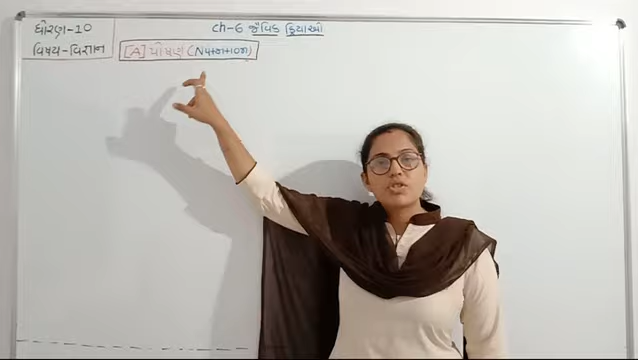 ધોરણ-10
વિષય-વિજ્ઞાન
ch-6 જૈવિક ક્રિયાઓ
[A] પોષણ (Nutrition)